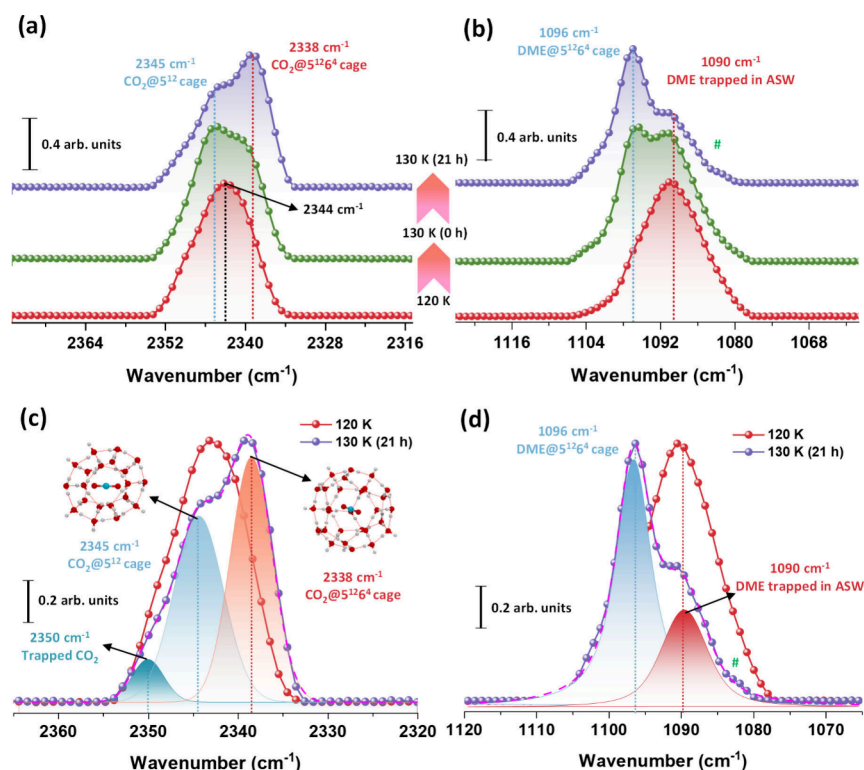 (a)
2345 cm⁻¹
CO₂@5¹² cage
2338 cm⁻¹
CO₂@5¹²6⁴ cage
0.4 arb. units
2344 cm⁻¹
2364 2352 2340 2328 2316
Wavenumber (cm⁻¹)
130 K (21 h)
130 K (0 h)
120 K
(b)
1096 cm⁻¹
DME@5¹²6⁴ cage
1090 cm⁻¹
DME trapped in ASW
0.4 arb. units
#
1116 1104 1092 1080 1068
Wavenumber (cm⁻¹)
(c)
120 K
130 K (21 h)
2345 cm⁻¹
CO₂@5¹² cage
2338 cm⁻¹
CO₂@5¹²6⁴ cage
0.2 arb. units
2350 cm⁻¹
Trapped CO₂
2360 2350 2340 2330 2320
Wavenumber (cm⁻¹)
(d)
1096 cm⁻¹
DME@5¹²6⁴ cage
120 K
130 K (21 h)
1090 cm⁻¹
DME trapped in ASW
0.2 arb. units
#
1120 1110 1100 1090 1080 1070
Wavenumber (cm⁻¹)